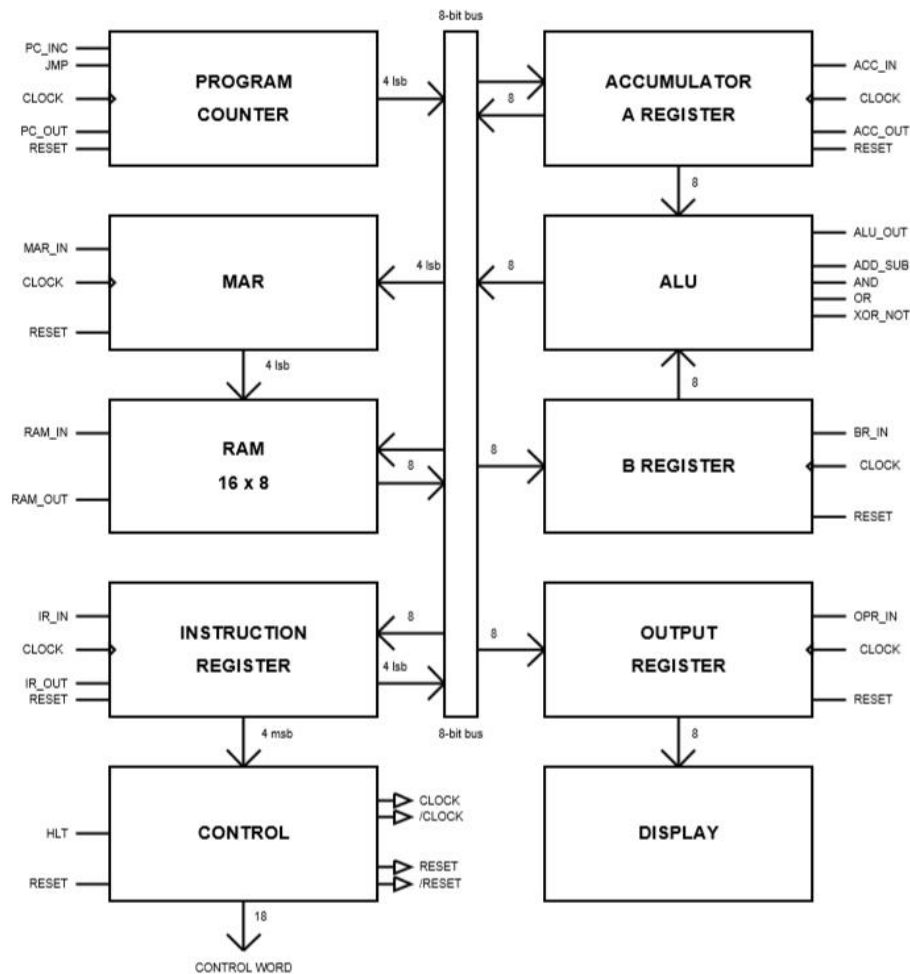 8-bit bus
PC_INC
JMP
CLOCK
PC_OUT
RESET
PROGRAM
COUNTER
4 lsb
8
ACCUMULATOR
A REGISTER
ACC_IN
CLOCK
ACC_OUT
RESET
8
MAR_IN
CLOCK
RESET
MAR
4 lsb
8
ALU
ALU_OUT
ADD_SUB
AND
OR
XOR_NOT
4 lsb
8
RAM_IN
RAM_OUT
RAM
16 x 8
8
8
B REGISTER
BR_IN
CLOCK
RESET
IR_IN
CLOCK
IR_OUT
RESET
INSTRUCTION
REGISTER
8
4 lsb
8
OUTPUT
REGISTER
OPR_IN
CLOCK
RESET
4 msb
8-bit bus
8
HLT
RESET
CONTROL
CLOCK
/CLOCK
RESET
/RESET
DISPLAY
18
CONTROL WORD